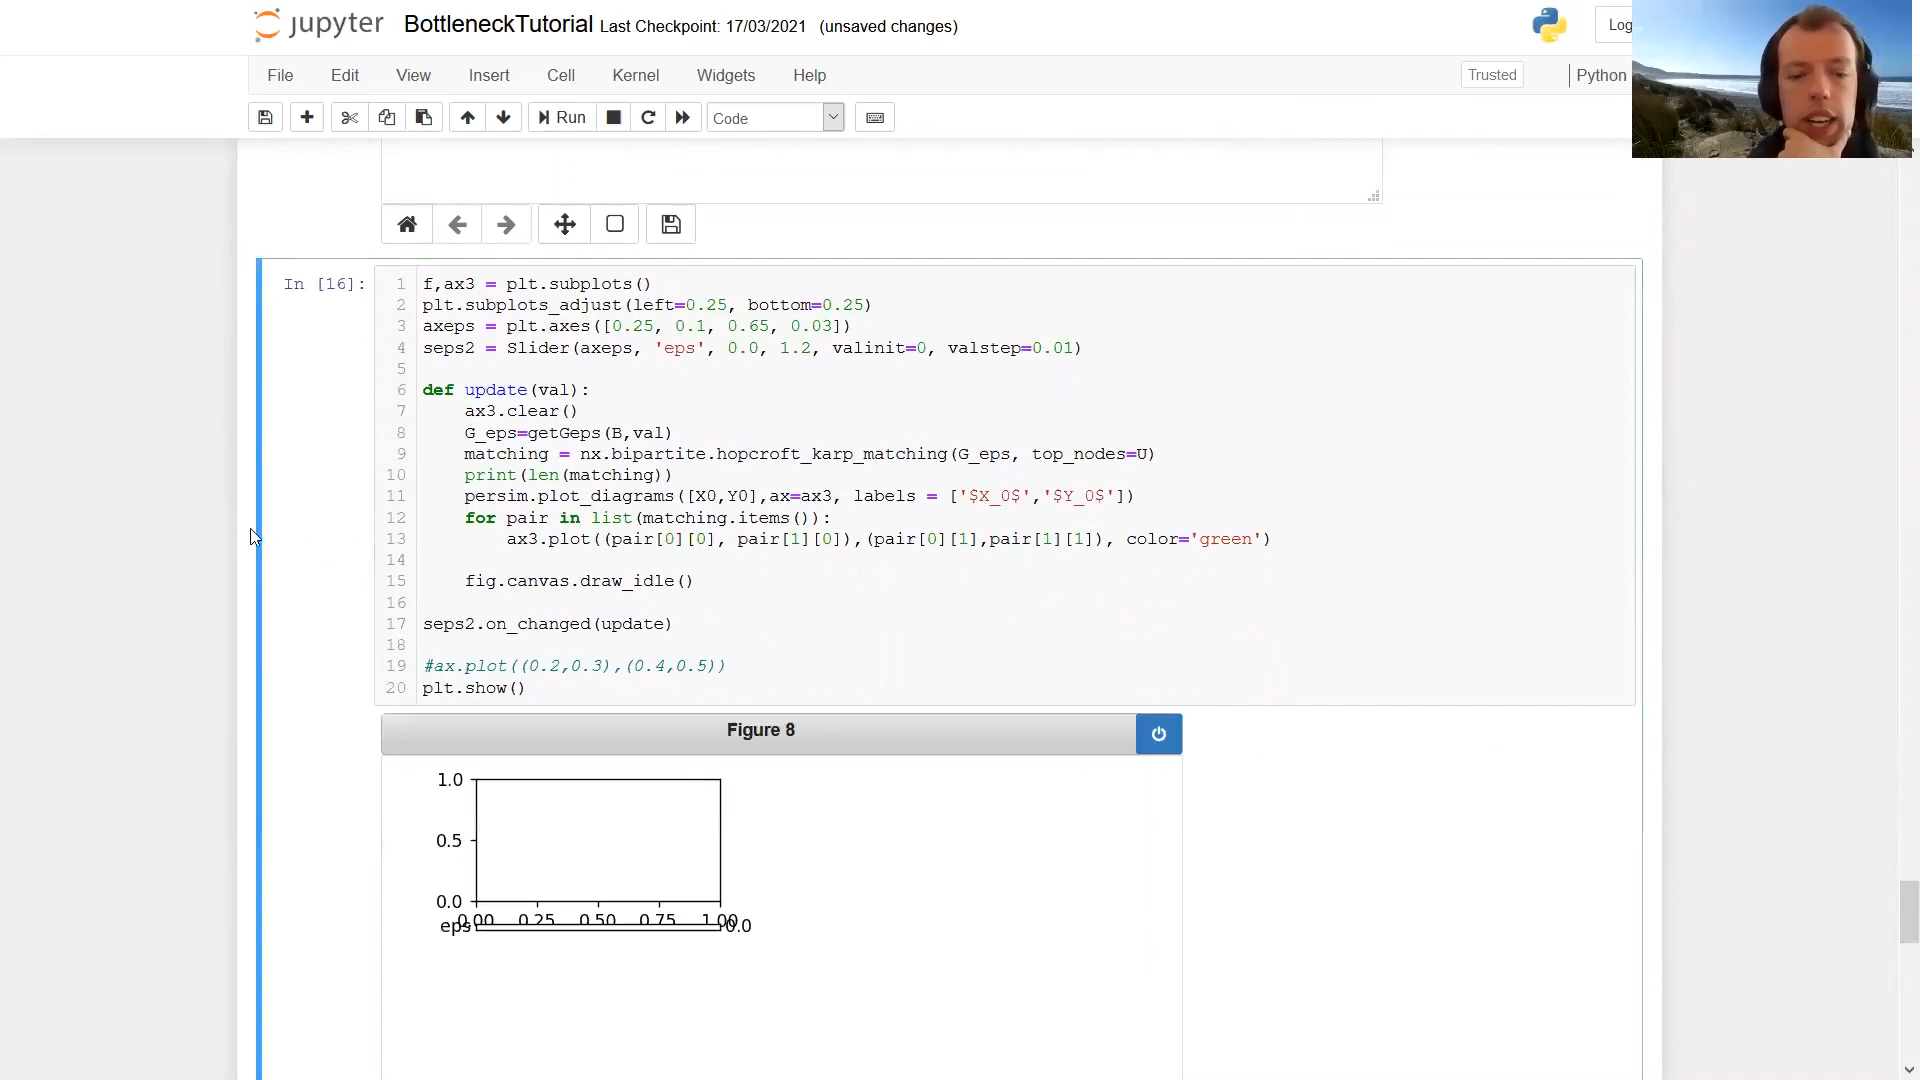 jupyter BottleneckTutorial Last Checkpoint: 17/03/2021 (unsaved changes)
File Edit View Insert Cell Kernel Widgets Help Trusted Python
Run Code
In [16]:
1 f,ax3 = plt.subplots()
2 plt.subplots_adjust(left=0.25, bottom=0.25)
3 axeps = plt.axes([0.25, 0.1, 0.65, 0.03])
4 seps2 = Slider(axeps, 'eps', 0.0, 1.2, valinit=0, valstep=0.01)
5
6 def update(val):
7 ax3.clear()
8 G_eps=getGeps(B,val)
9 matching = nx.bipartite.hopcroft_karp_matching(G_eps, top_nodes=U)
10 print(len(matching))
11 persim.plot_diagrams([X0,Y0],ax=ax3, labels = ['$X_0$','$Y_0$'])
12 for pair in list(matching.items()):
13 ax3.plot((pair[0][0], pair[1][0]),(pair[0][1],pair[1][1]), color='green')
14
15 fig.canvas.draw_idle()
16
17 seps2.on_changed(update)
18
19 #ax.plot((0.2,0.3),(0.4,0.5))
20 plt.show()
Figure 8
1.0
0.5
0.0
0.00 0.25 0.50 0.75 1.00
eps 0.0